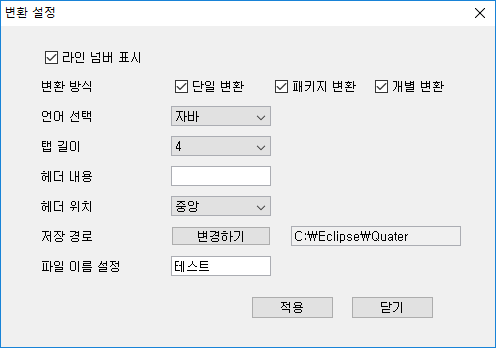 변환 설정
라인 넘버 표시
변환 방식 단일 변환 패키지 변환 개별 변환
언어 선택 자바
탭 길이 4
헤더 내용
헤더 위치 중앙
저장 경로 변경하기 C:₩Eclipse₩Quater
파일 이름 설정 테스트
적용 닫기